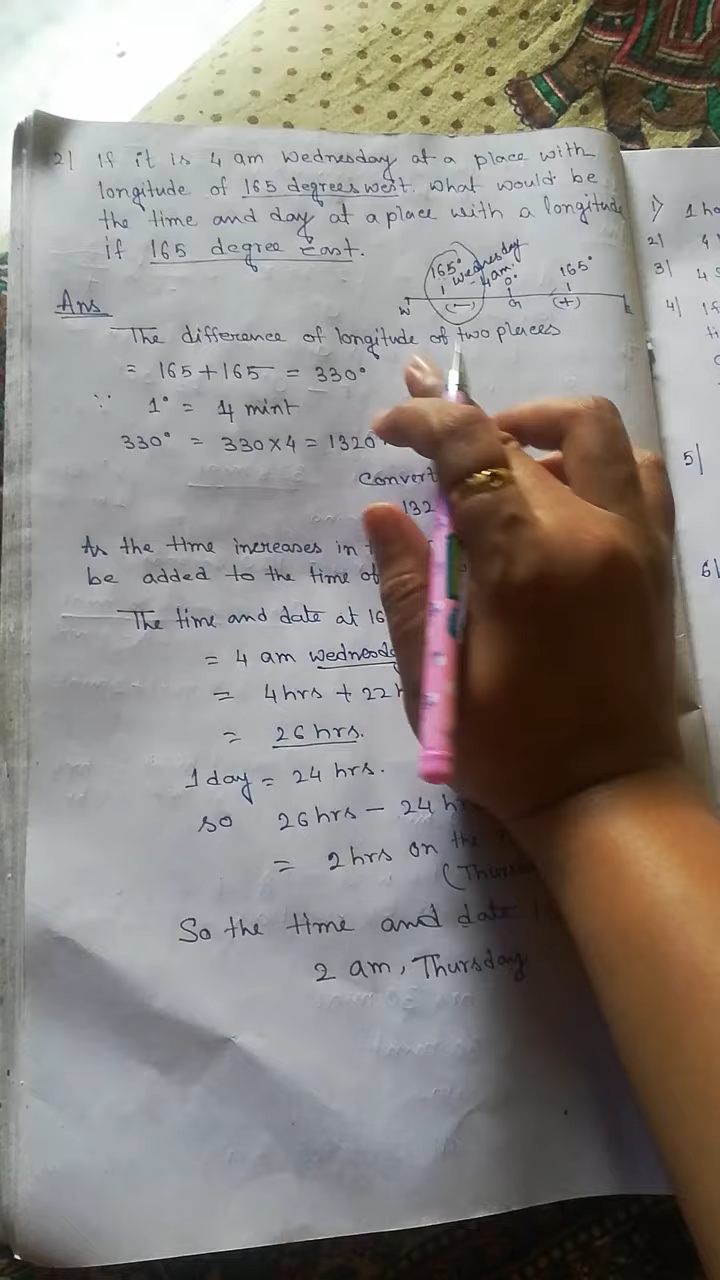 2) If it is 4 am Wednesday at a place with
longitude of 165 degrees west. What would be
the time and day at a place with a longitude
if 165 degree East.
165° Wednesday 4 am. 0° 165°
W (-) G (+)
Ans
The difference of longitude of two places
= 165 + 165 = 330°
∵ 1° = 4 mint
330° = 330 x 4 = 1320
Convert
132
As the time increases in
be added to the time of
The time and date at 16
= 4 am Wednesd
= 4 hrs + 22 h
= 26 hrs.
1 day = 24 hrs.
so 26 hrs - 24 h
= 2 hrs on the
(Thurs
So the time and date
2 am, Thursday
i) 1 ho
2)
3)
4)
5)
6)